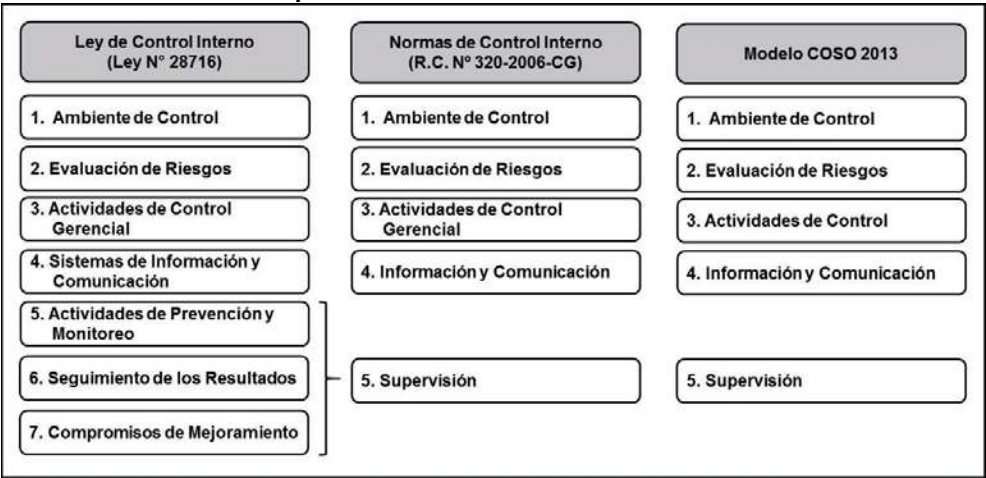 Ley de Control Interno
(Ley N° 28716)
1. Ambiente de Control
2. Evaluación de Riesgos
3. Actividades de Control
Gerencial
4. Sistemas de Información y
Comunicación
5. Actividades de Prevención y
Monitoreo
6. Seguimiento de los Resultados
7. Compromisos de Mejoramiento
Normas de Control Interno
(R.C. Nº 320-2006-CG)
1. Ambiente de Control
2. Evaluación de Riesgos
3. Actividades de Control
Gerencial
4. Información y Comunicación
5. Supervisión
Modelo COSO 2013
1. Ambiente de Control
2. Evaluación de Riesgos
3. Actividades de Control
4. Información y Comunicación
5. Supervisión